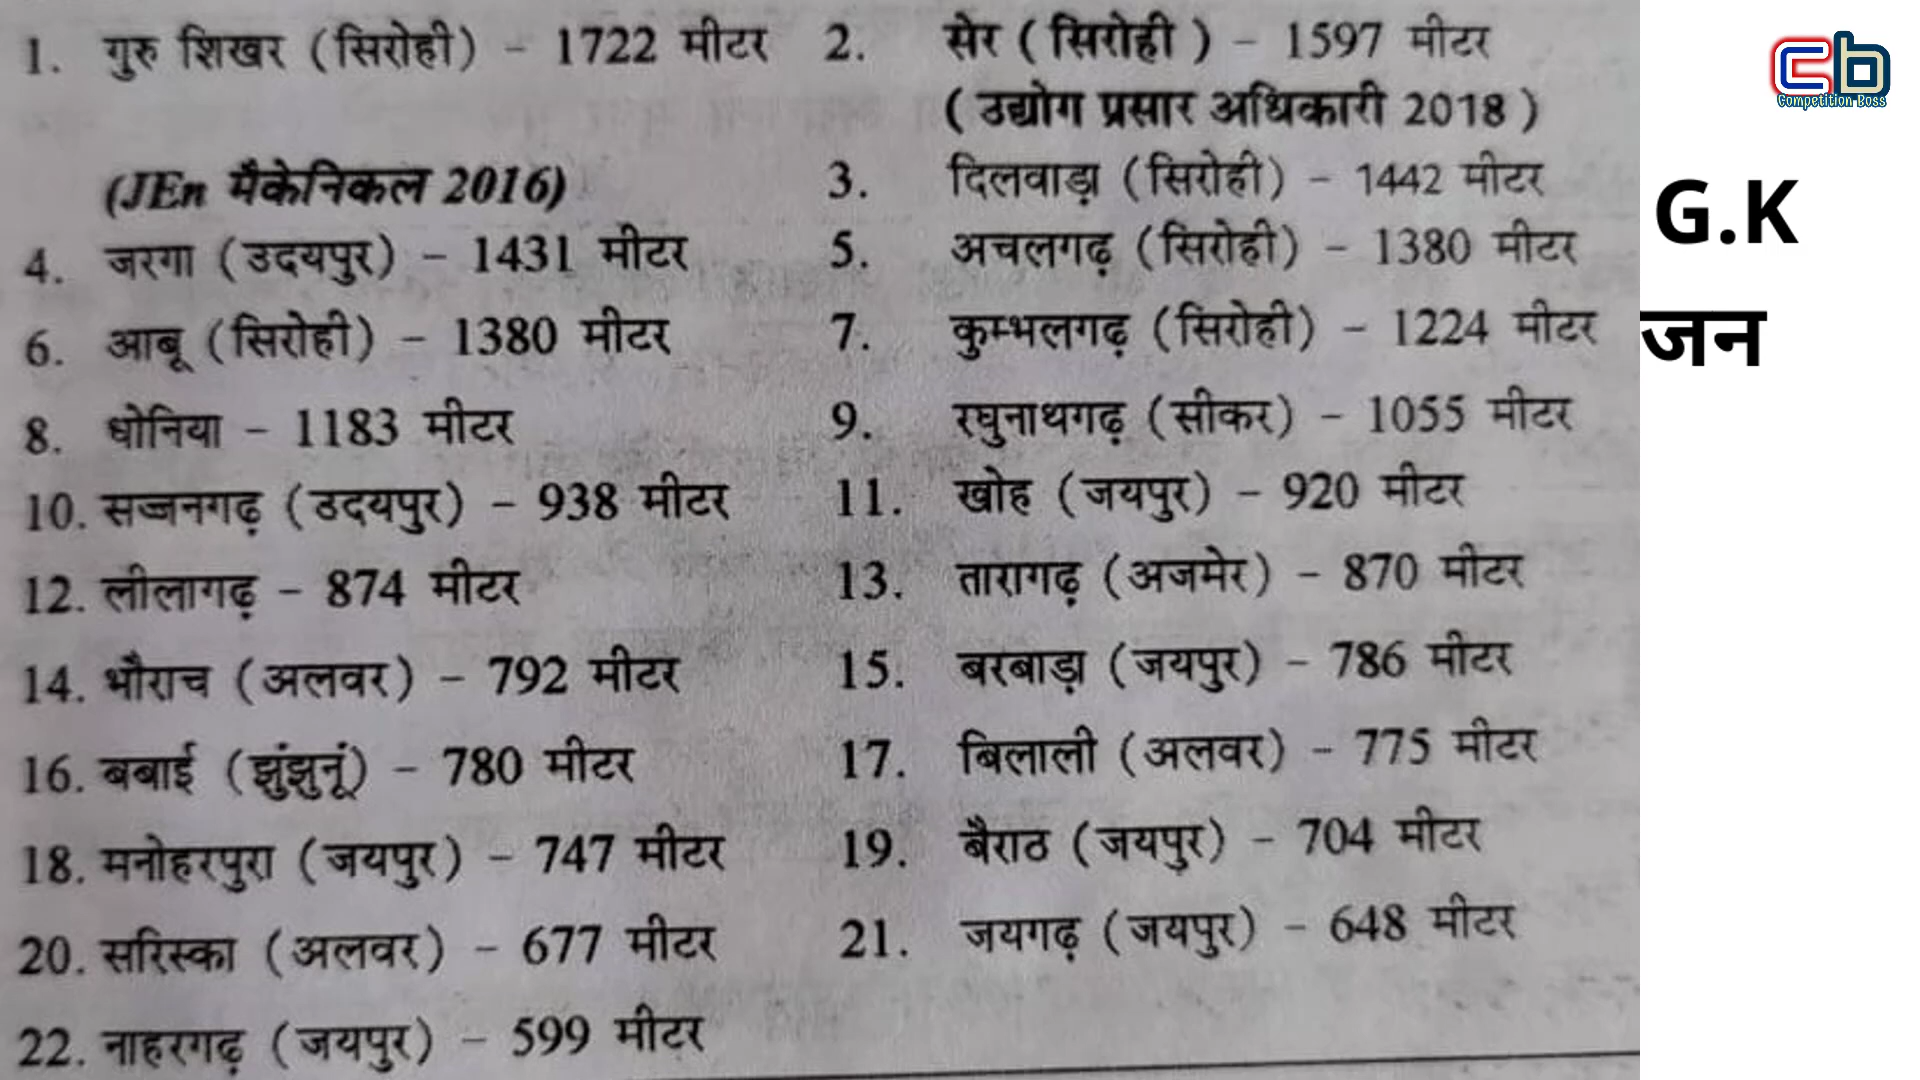 1. गुरु शिखर (सिरोही) - 1722 मीटर 2. सेर (सिरोही) - 1597 मीटर
(उद्योग प्रसार अधिकारी 2018)
(JEn मैकेनिकल 2016) 3. दिलवाड़ा (सिरोही) - 1442 मीटर
4. जरगा (उदयपुर) - 1431 मीटर 5. अचलगढ़ (सिरोही) - 1380 मीटर
6. आबू (सिरोही) - 1380 मीटर 7. कुम्भलगढ़ (सिरोही) - 1224 मीटर
8. धोनिया - 1183 मीटर 9. रघुनाथगढ़ (सीकर) - 1055 मीटर
10. सज्जनगढ़ (उदयपुर) - 938 मीटर 11. खोह (जयपुर) - 920 मीटर
12. लीलागढ़ - 874 मीटर 13. तारागढ़ (अजमेर) - 870 मीटर
14. भौराच (अलवर) - 792 मीटर 15. बरबाड़ा (जयपुर) - 786 मीटर
16. बबाई (झुंझुनूं) - 780 मीटर 17. बिलाली (अलवर) - 775 मीटर
18. मनोहरपुरा (जयपुर) - 747 मीटर 19. बैराठ (जयपुर) - 704 मीटर
20. सरिस्का (अलवर) - 677 मीटर 21. जयगढ़ (जयपुर) - 648 मीटर
22. नाहरगढ़ (जयपुर) - 599 मीटर
cb
Competition Boss
G.K
जन